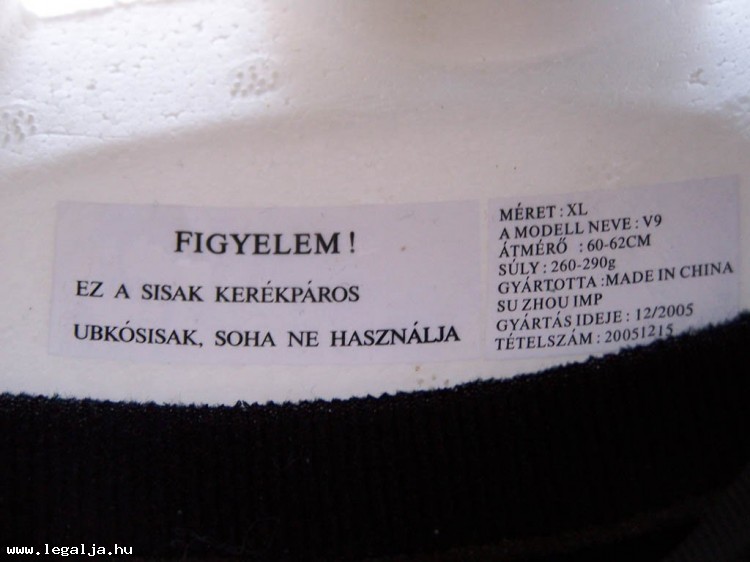 FIGYELEM!
EZ A SISAK KERÉKPÁROS
UBKÓSISAK, SOHA NE HASZNÁLJA
MÉRET : XL
A MODELL NEVE : V9
ÁTMÉRŐ : 60-62CM
SÚLY : 260-290g
GYÁRTOTTA :MADE IN CHINA
SU ZHOU IMP
GYÁRTÁS IDEJE : 12/2005
TÉTELSZÁM : 20051215
www.legalja.hu